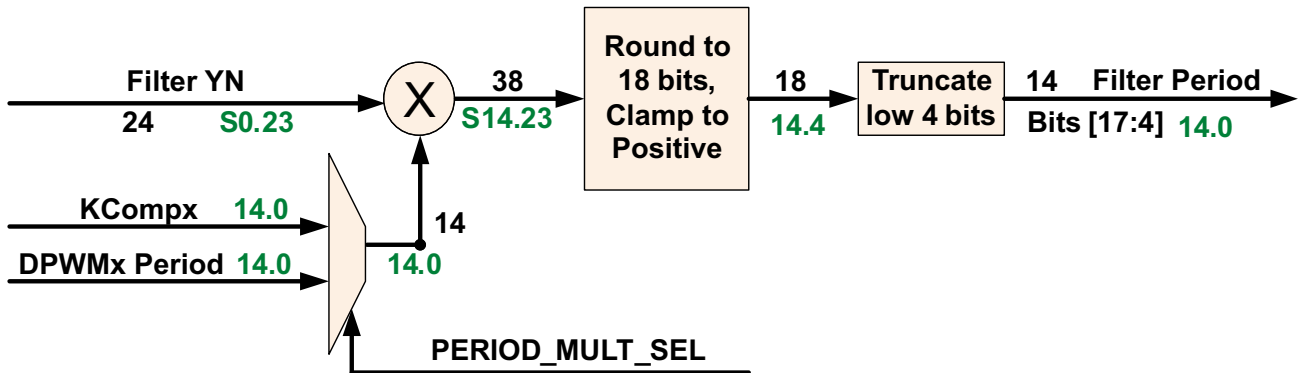 Filter YN
24 S0.23
X
38
S14.23
Round to
18 bits,
Clamp to
Positive
18
14.4
Truncate
low 4 bits
14 Filter Period
Bits [17:4] 14.0
KCompx 14.0
DPWMx Period 14.0
14
14.0
PERIOD_MULT_SEL